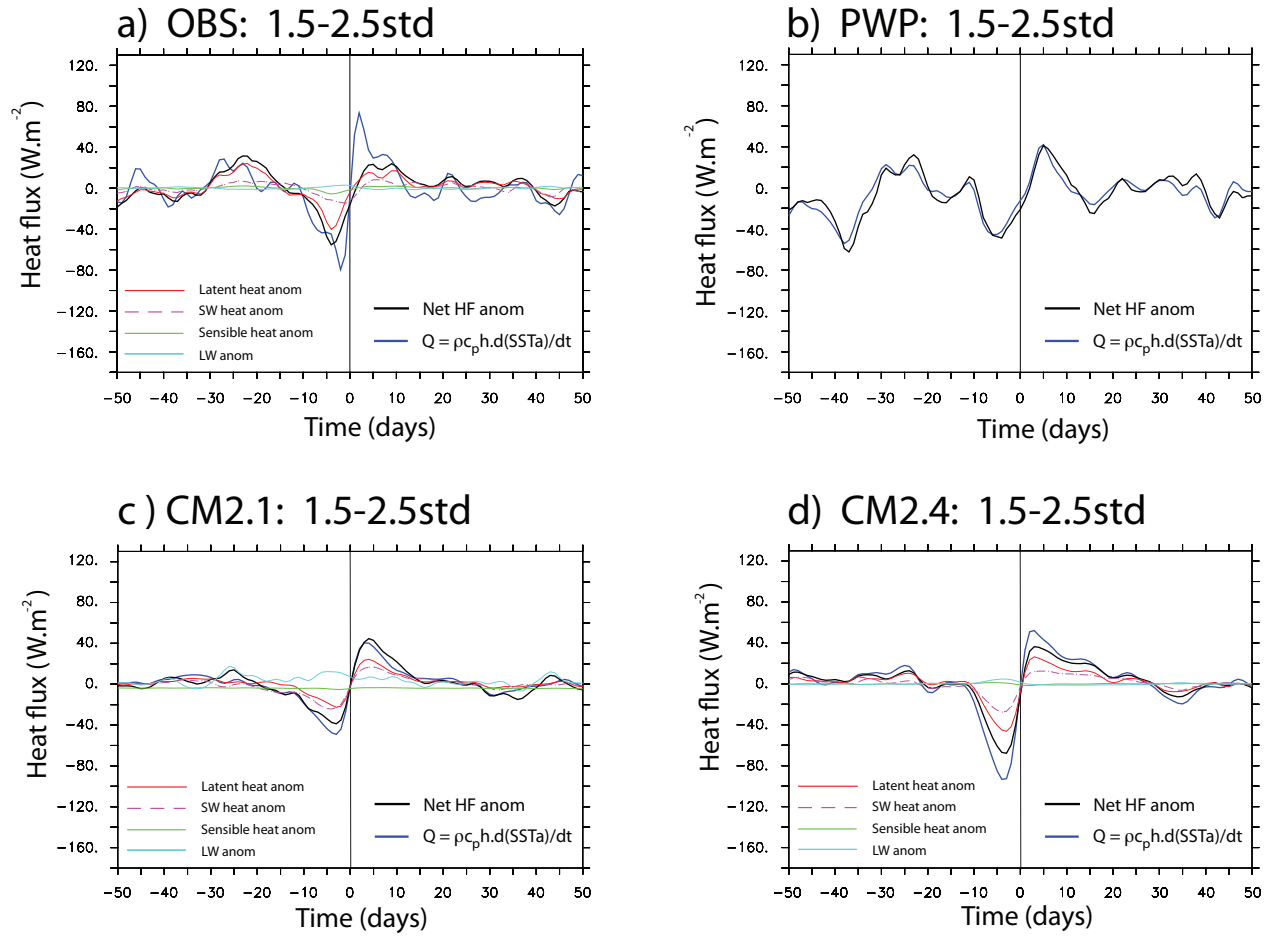 a) OBS: 1.5-2.5std
120.
80.
40.
0.
−40.
−80.
−120.
−160.
Heat flux (W.m-2)
Latent heat anom
SW heat anom
Sensible heat anom
LW anom
Net HF anom
Q = ρcph.d(SSTa)/dt
−50 −40 −30 −20 −10 0 10 20 30 40 50
Time (days)
b) PWP: 1.5-2.5std
120.
80.
40.
0.
−40.
−80.
−120.
−160.
Heat flux (W.m-2)
Net HF anom
Q = ρcph.d(SSTa)/dt
−50 −40 −30 −20 −10 0 10 20 30 40 50
Time (days)
c ) CM2.1: 1.5-2.5std
120.
80.
40.
0.
−40.
−80.
−120.
−160.
Heat flux (W.m-2)
Latent heat anom
SW heat anom
Sensible heat anom
LW anom
Net HF anom
Q = ρcph.d(SSTa)/dt
−50 −40 −30 −20 −10 0 10 20 30 40 50
Time (days)
d) CM2.4: 1.5-2.5std
120.
80.
40.
0.
−40.
−80.
−120.
−160.
Heat flux (W.m-2)
Latent heat anom
SW heat anom
Sensible heat anom
LW anom
Net HF anom
Q = ρcph.d(SSTa)/dt
−50 −40 −30 −20 −10 0 10 20 30 40 50
Time (days)